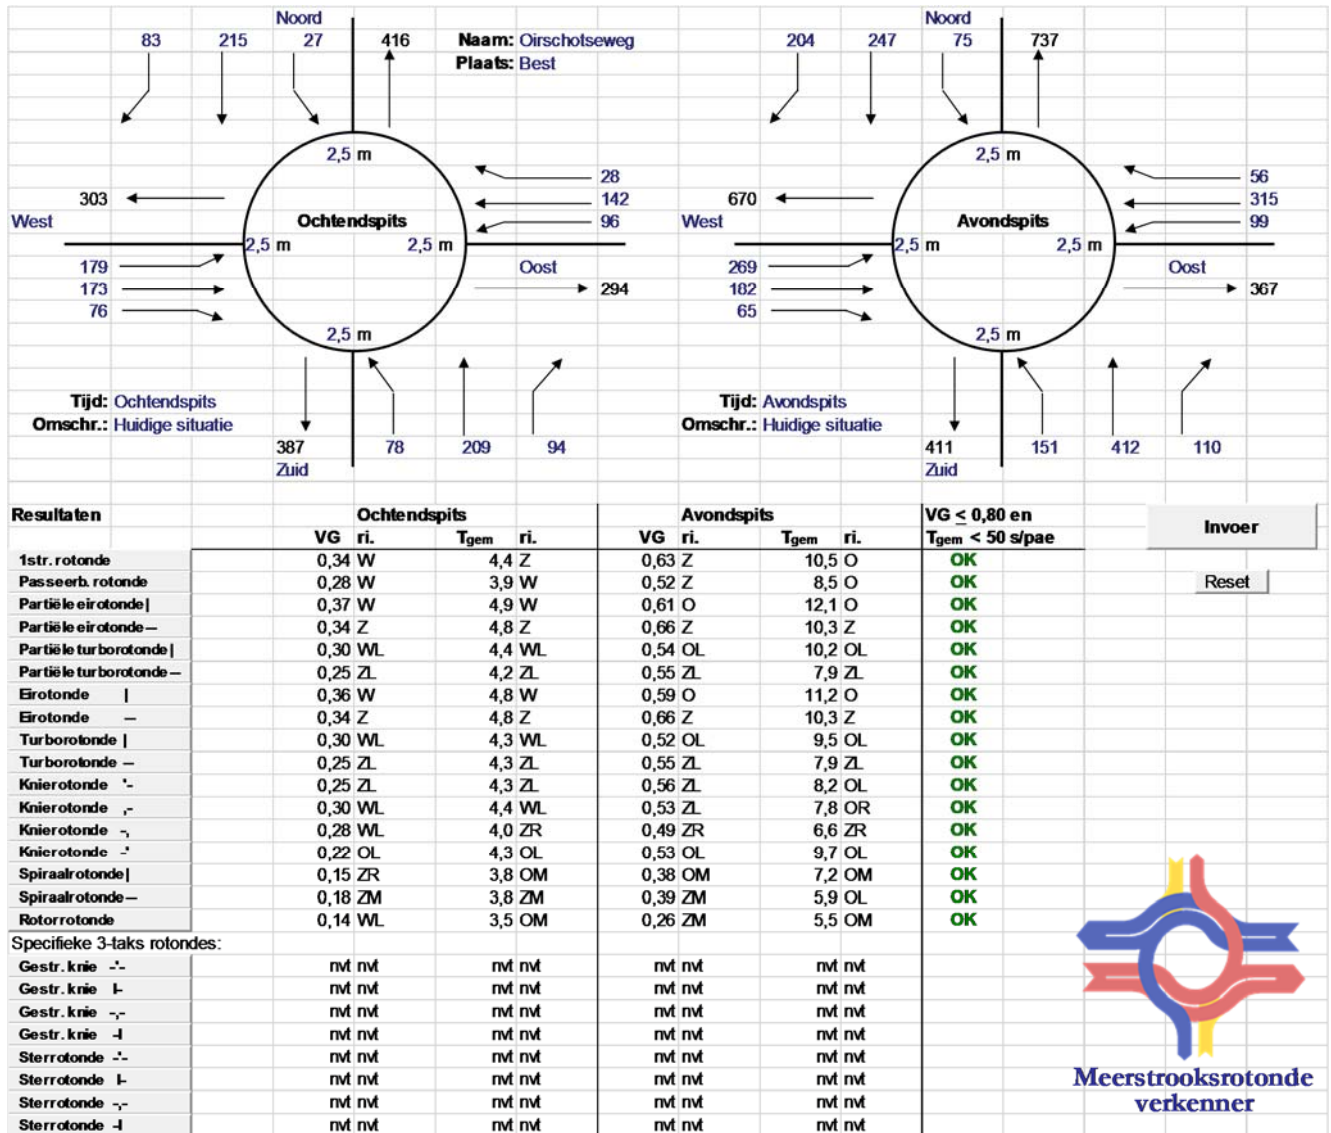 Noord Noord
83 215 27 416 Naam: Oirschotseweg 204 247 75 737
Plaats: Best
2,5 m 2,5 m
28 56
303 142 670 315
West Ochtendspits 96 West Avondspits 99
2,5 m 2,5 m 2,5 m 2,5 m
179 Oost 269 Oost
173 294 182 367
76 65
2,5 m 2,5 m
Tijd: Ochtendspits Tijd: Avondspits
Omschr.: Huidige situatie Omschr.: Huidige situatie
387 78 209 94 411 151 412 110
Zuid Zuid
Resultaten Ochtendspits Avondspits VG ≤ 0,80 en Invoer
VG ri. Tgem ri. VG ri. Tgem ri. Tgem < 50 s/pae
1str. rotonde 0,34 W 4,4 Z 0,63 Z 10,5 O OK
Passeerb. rotonde 0,28 W 3,9 W 0,52 Z 8,5 O OK Reset
Partiële eirotonde | 0,37 W 4,9 W 0,61 O 12,1 O OK
Partiële eirotonde — 0,34 Z 4,8 Z 0,66 Z 10,3 Z OK
Partiële turborotonde | 0,30 WL 4,4 WL 0,54 OL 10,2 OL OK
Partiële turborotonde — 0,25 ZL 4,2 ZL 0,55 ZL 7,9 ZL OK
Eirotonde | 0,36 W 4,8 W 0,59 O 11,2 O OK
Eirotonde — 0,34 Z 4,8 Z 0,66 Z 10,3 Z OK
Turborotonde | 0,30 WL 4,3 WL 0,52 OL 9,5 OL OK
Turborotonde — 0,25 ZL 4,3 ZL 0,55 ZL 7,9 ZL OK
Knierotonde '- 0,25 ZL 4,3 ZL 0,56 ZL 8,2 OL OK
Knierotonde ,- 0,30 WL 4,4 WL 0,53 ZL 7,8 OR OK
Knierotonde -, 0,28 WL 4,0 ZR 0,49 ZR 6,6 ZR OK
Knierotonde -' 0,22 OL 4,3 OL 0,53 OL 9,7 OL OK
Spiraalrotonde | 0,15 ZR 3,8 OM 0,38 OM 7,2 OM OK
Spiraalrotonde — 0,18 ZM 3,8 ZM 0,39 ZM 5,9 OL OK
Rotorrotonde 0,14 WL 3,5 OM 0,26 ZM 5,5 OM OK
Specifieke 3-taks rotondes:
Gestr. knie -'- nvt nvt nvt nvt nvt nvt nvt nvt
Gestr. knie |- nvt nvt nvt nvt nvt nvt nvt nvt
Gestr. knie -,- nvt nvt nvt nvt nvt nvt nvt nvt
Gestr. knie -| nvt nvt nvt nvt nvt nvt nvt nvt
Sterrotonde -'- nvt nvt nvt nvt nvt nvt nvt nvt
Sterrotonde |- nvt nvt nvt nvt nvt nvt nvt nvt
Sterrotonde -,- nvt nvt nvt nvt nvt nvt nvt nvt
Sterrotonde -| nvt nvt nvt nvt nvt nvt nvt nvt
Meerstrooksrotonde
verkenner